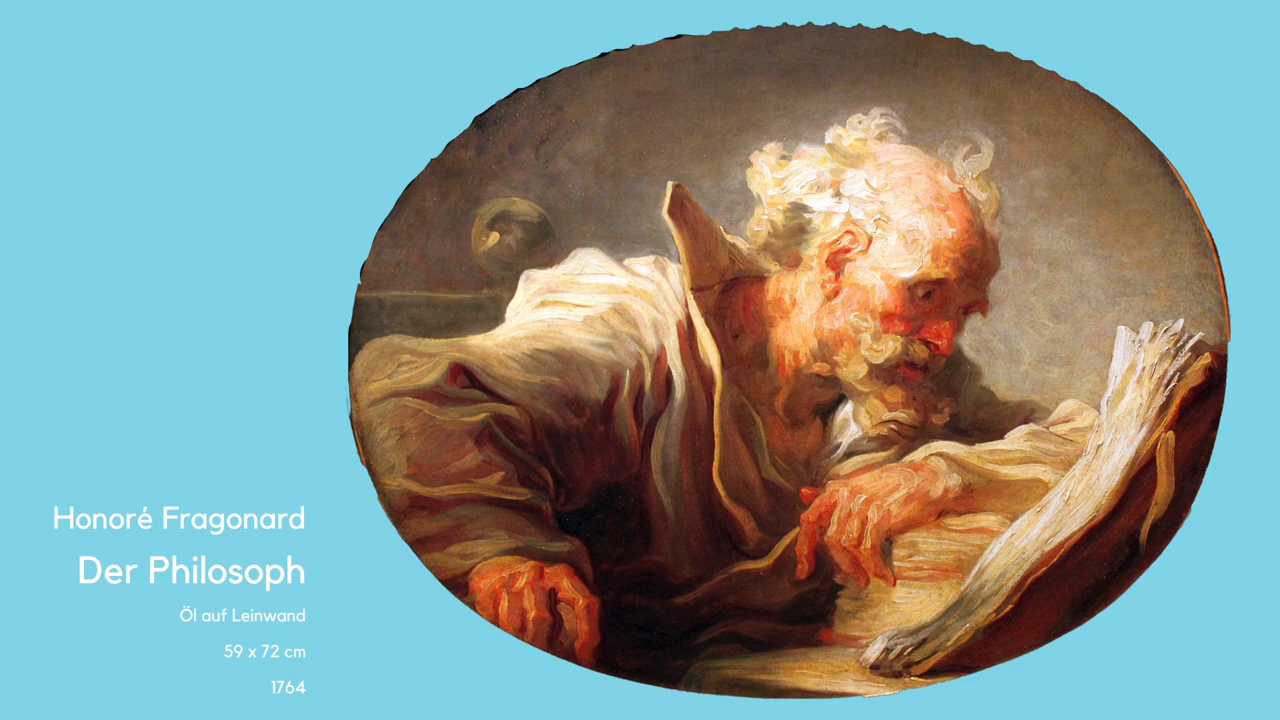 Honoré Fragonard
Der Philosoph
Öl auf Leinwand
59 x 72 cm
1764